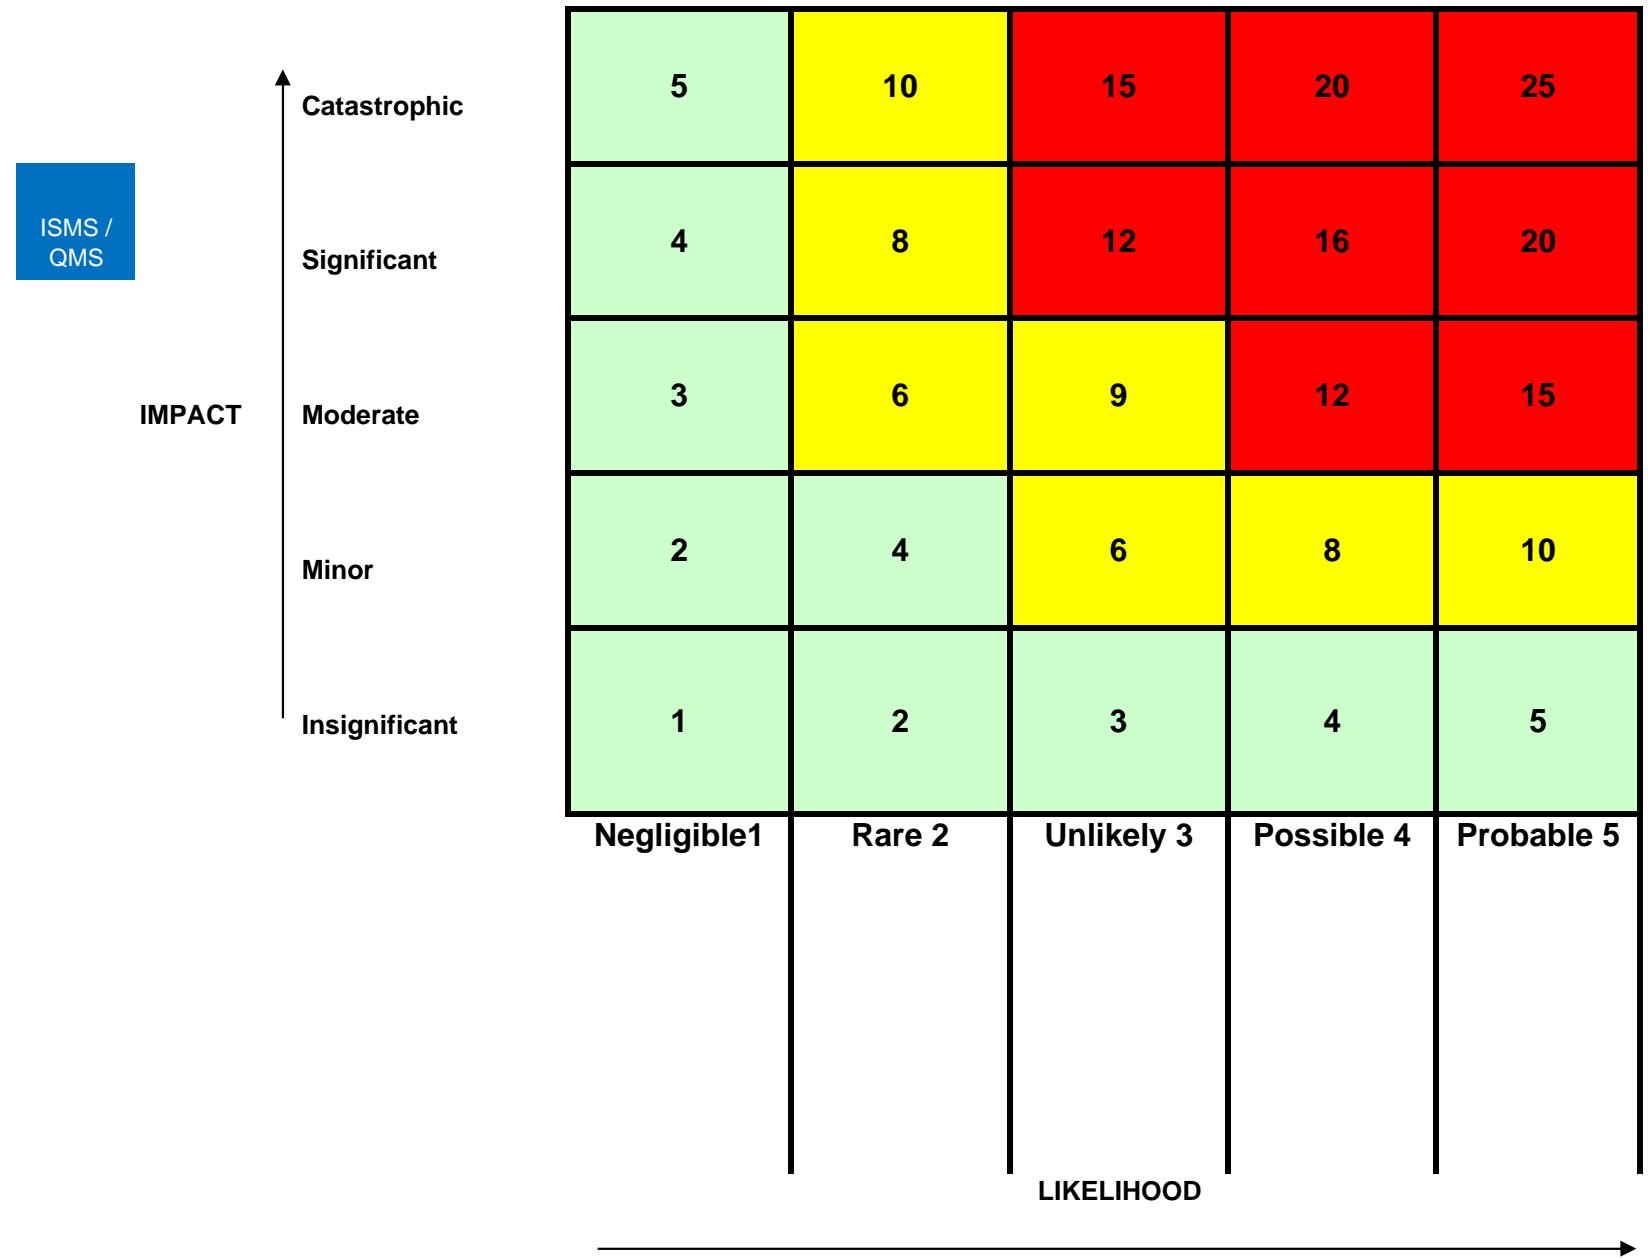 5 10 15 20 25
Catastrophic
ISMS /
QMS
4 8 12 16 20
Significant
3 6 9 12 15
IMPACT Moderate
2 4 6 8 10
Minor
1 2 3 4 5
Insignificant
Negligible1 Rare 2 Unlikely 3 Possible 4 Probable 5
LIKELIHOOD